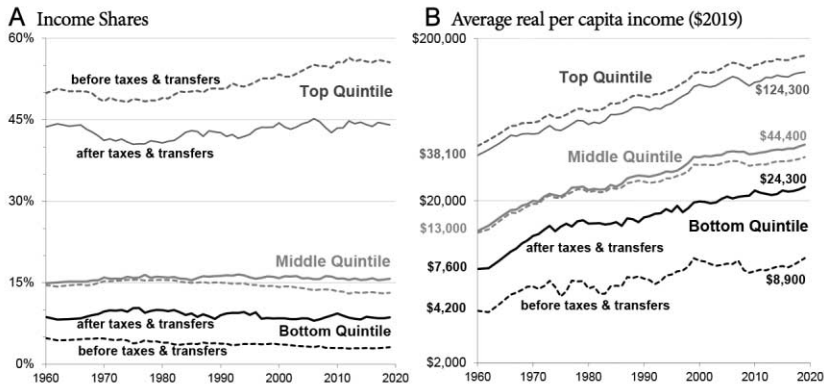 A Income Shares
60%
before taxes & transfers
Top Quintile
45%
after taxes & transfers
30%
Middle Quintile
15%
after taxes & transfers
Bottom Quintile
before taxes & transfers
0%
1960 1970 1980 1990 2000 2010 2020
B Average real per capita income ($2019)
$200,000
Top Quintile
$124,300
$38,100
$44,400
Middle Quintile
$24,300
$20,000
$13,000
Bottom Quintile
after taxes & transfers
$7,600
$8,900
$4,200
before taxes & transfers
$2,000
1960 1970 1980 1990 2000 2010 2020